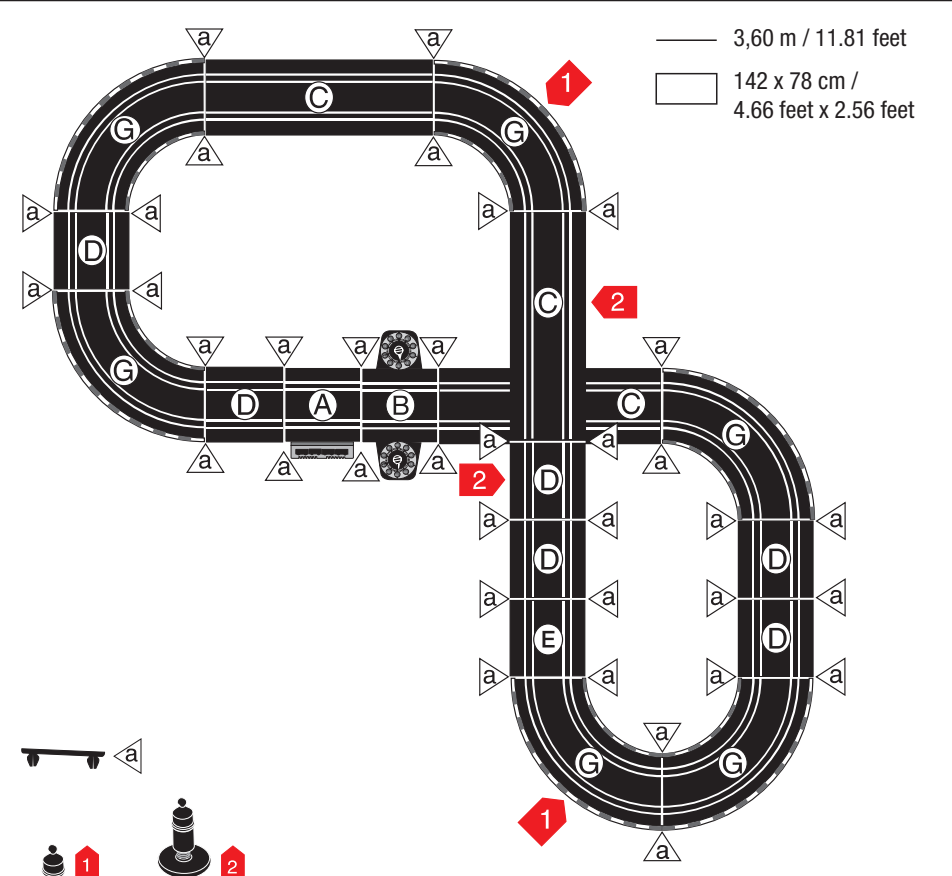 a a
3,60 m / 11.81 feet
1
142 x 78 cm /
4.66 feet x 2.56 feet
C
G G
a a
a a a a
D
a a
C 2
G
a a a a a
D A B C
G
a a
a a a a a
2 D
a a a a
D D
a a a a
E D
a a a a
a
G G
a
1
a
1 2